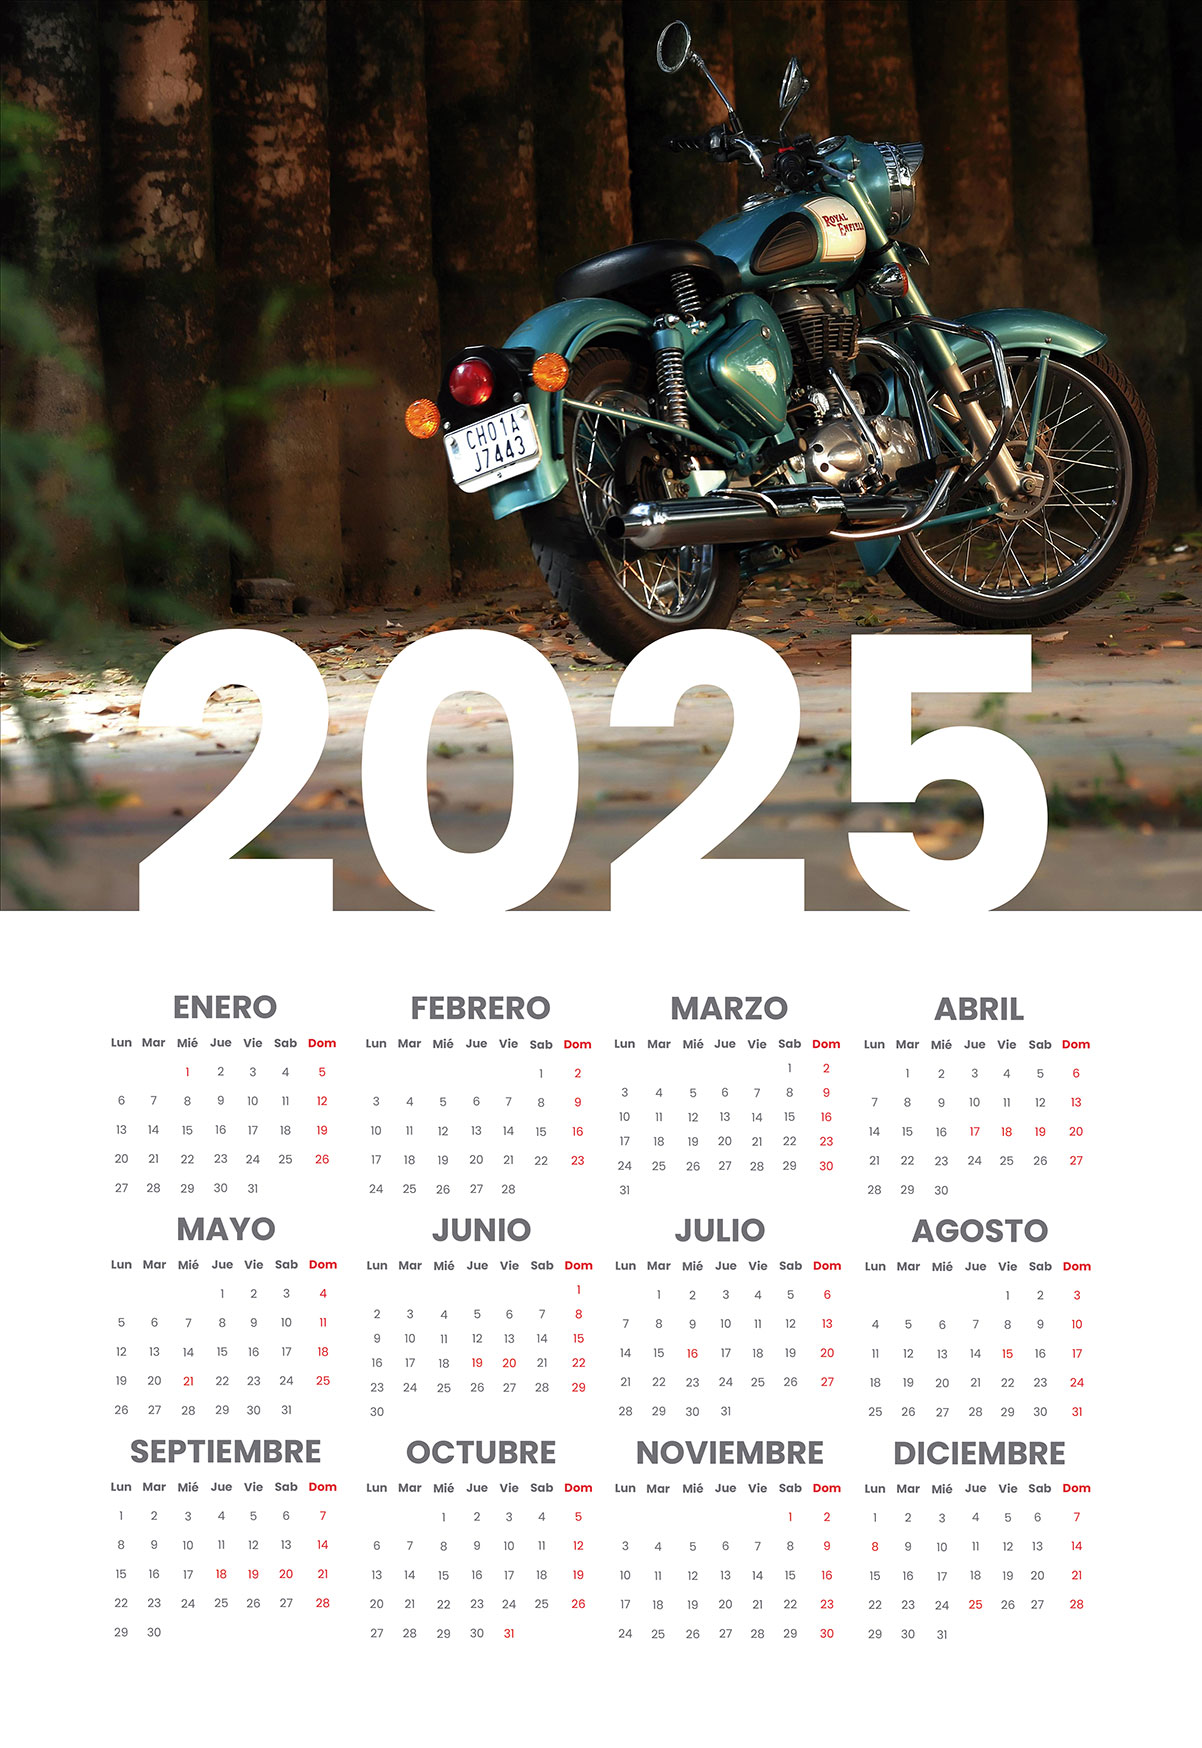 ROYAL
ENFIELD
CH01A
J7443
2025
ENERO
Lun Mar Mié Jue Vie Sab Dom
1 2 3 4 5
6 7 8 9 10 11 12
13 14 15 16 17 18 19
20 21 22 23 24 25 26
27 28 29 30 31
FEBRERO
Lun Mar Mié Jue Vie Sab Dom
1 2
3 4 5 6 7 8 9
10 11 12 13 14 15 16
17 18 19 20 21 22 23
24 25 26 27 28
MARZO
Lun Mar Mié Jue Vie Sab Dom
1 2
3 4 5 6 7 8 9
10 11 12 13 14 15 16
17 18 19 20 21 22 23
24 25 26 27 28 29 30
31
ABRIL
Lun Mar Mié Jue Vie Sab Dom
1 2 3 4 5 6
7 8 9 10 11 12 13
14 15 16 17 18 19 20
21 22 23 24 25 26 27
28 29 30
MAYO
Lun Mar Mié Jue Vie Sab Dom
1 2 3 4
5 6 7 8 9 10 11
12 13 14 15 16 17 18
19 20 21 22 23 24 25
26 27 28 29 30 31
JUNIO
Lun Mar Mié Jue Vie Sab Dom
1
2 3 4 5 6 7 8
9 10 11 12 13 14 15
16 17 18 19 20 21 22
23 24 25 26 27 28 29
30
JULIO
Lun Mar Mié Jue Vie Sab Dom
1 2 3 4 5 6
7 8 9 10 11 12 13
14 15 16 17 18 19 20
21 22 23 24 25 26 27
28 29 30 31
AGOSTO
Lun Mar Mié Jue Vie Sab Dom
1 2 3
4 5 6 7 8 9 10
11 12 13 14 15 16 17
18 19 20 21 22 23 24
25 26 27 28 29 30 31
SEPTIEMBRE
Lun Mar Mié Jue Vie Sab Dom
1 2 3 4 5 6 7
8 9 10 11 12 13 14
15 16 17 18 19 20 21
22 23 24 25 26 27 28
29 30
OCTUBRE
Lun Mar Mié Jue Vie Sab Dom
1 2 3 4 5
6 7 8 9 10 11 12
13 14 15 16 17 18 19
20 21 22 23 24 25 26
27 28 29 30 31
NOVIEMBRE
Lun Mar Mié Jue Vie Sab Dom
1 2
3 4 5 6 7 8 9
10 11 12 13 14 15 16
17 18 19 20 21 22 23
24 25 26 27 28 29 30
DICIEMBRE
Lun Mar Mié Jue Vie Sab Dom
1 2 3 4 5 6 7
8 9 10 11 12 13 14
15 16 17 18 19 20 21
22 23 24 25 26 27 28
29 30 31